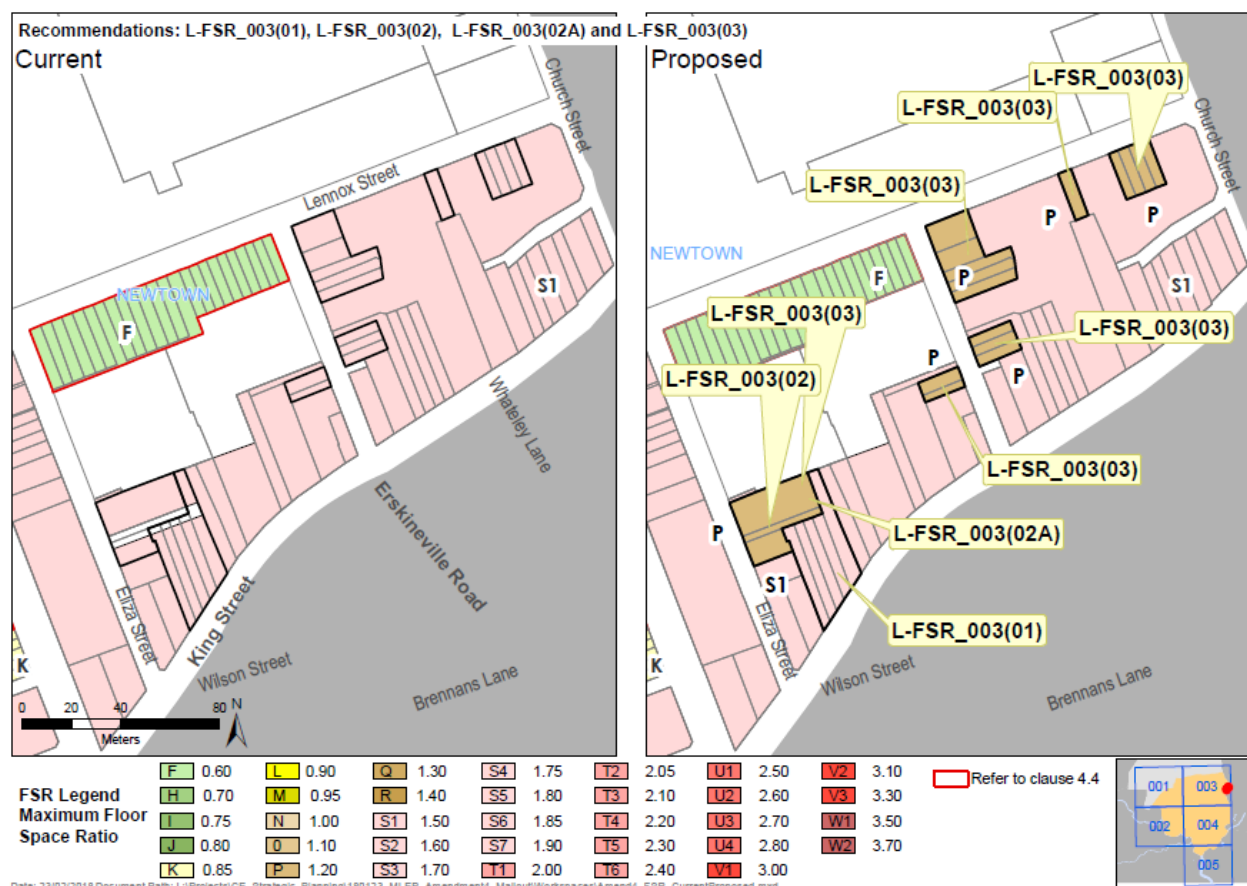 Recommendations: L-FSR_003(01), L-FSR_003(02), L-FSR_003(02A) and L-FSR_003(03)
Current
Church Street
Lennox Street
NEWTOWN
F
S1
Whateley Lane
Erskineville Road
King Street
Eliza Street
Wilson Street
Brennans Lane
K
0 20 40 80
Meters
N
Proposed
L-FSR_003(03)
L-FSR_003(03)
Church Street
L-FSR_003(03)
P
P
NEWTOWN
F
P
S1
L-FSR_003(03)
L-FSR_003(03)
P
P
L-FSR_003(02)
L-FSR_003(03)
P
L-FSR_003(02A)
S1
Eliza Street
L-FSR_003(01)
K
Wilson Street
Brennans Lane
FSR Legend
Maximum Floor
Space Ratio
F 0.60
H 0.70
I 0.75
J 0.80
K 0.85
L 0.90
M 0.95
N 1.00
0 1.10
P 1.20
Q 1.30
R 1.40
S1 1.50
S2 1.60
S3 1.70
S4 1.75
S5 1.80
S6 1.85
S7 1.90
T1 2.00
T2 2.05
T3 2.10
T4 2.20
T5 2.30
T6 2.40
U1 2.50
U2 2.60
U3 2.70
U4 2.80
V1 3.00
V2 3.10
V3 3.30
W1 3.50
W2 3.70
Refer to clause 4.4
001 003
002 004
005